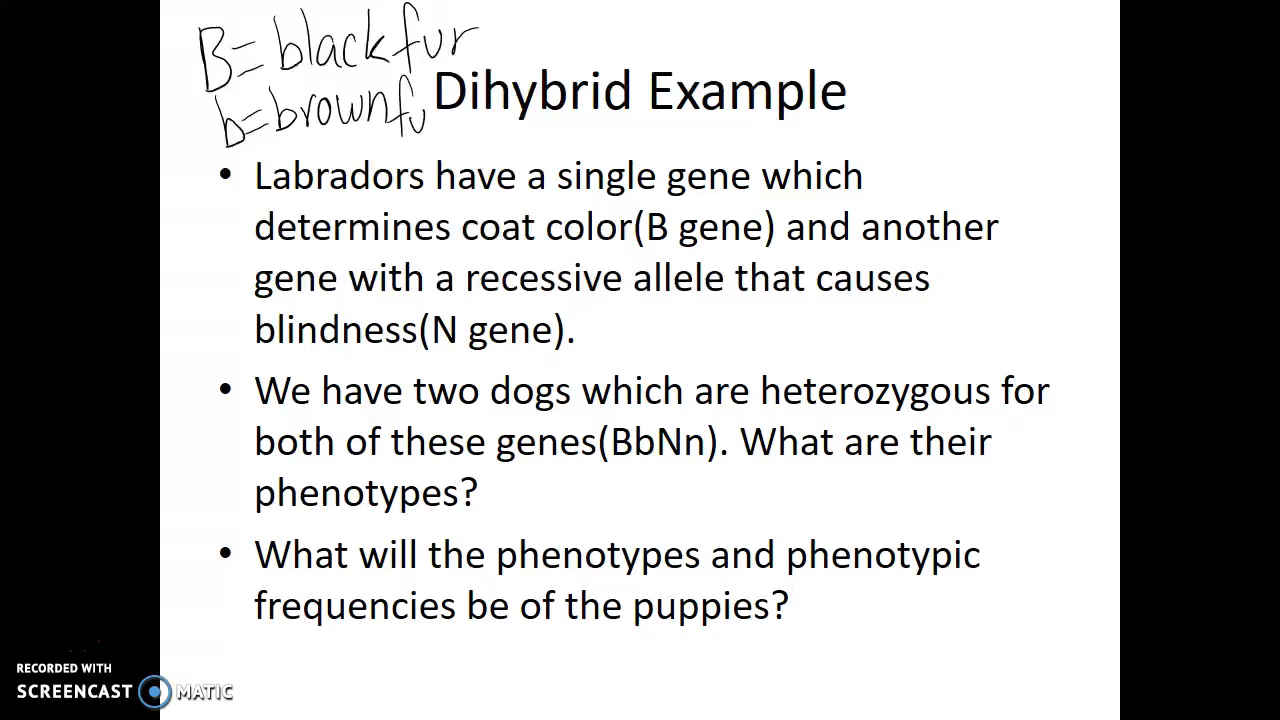 B=black fur
b=brown fu
Dihybrid Example
• Labradors have a single gene which
determines coat color(B gene) and another
gene with a recessive allele that causes
blindness(N gene).
• We have two dogs which are heterozygous for
both of these genes(BbNn). What are their
phenotypes?
• What will the phenotypes and phenotypic
frequencies be of the puppies?
RECORDED WITH
SCREENCAST MATIC